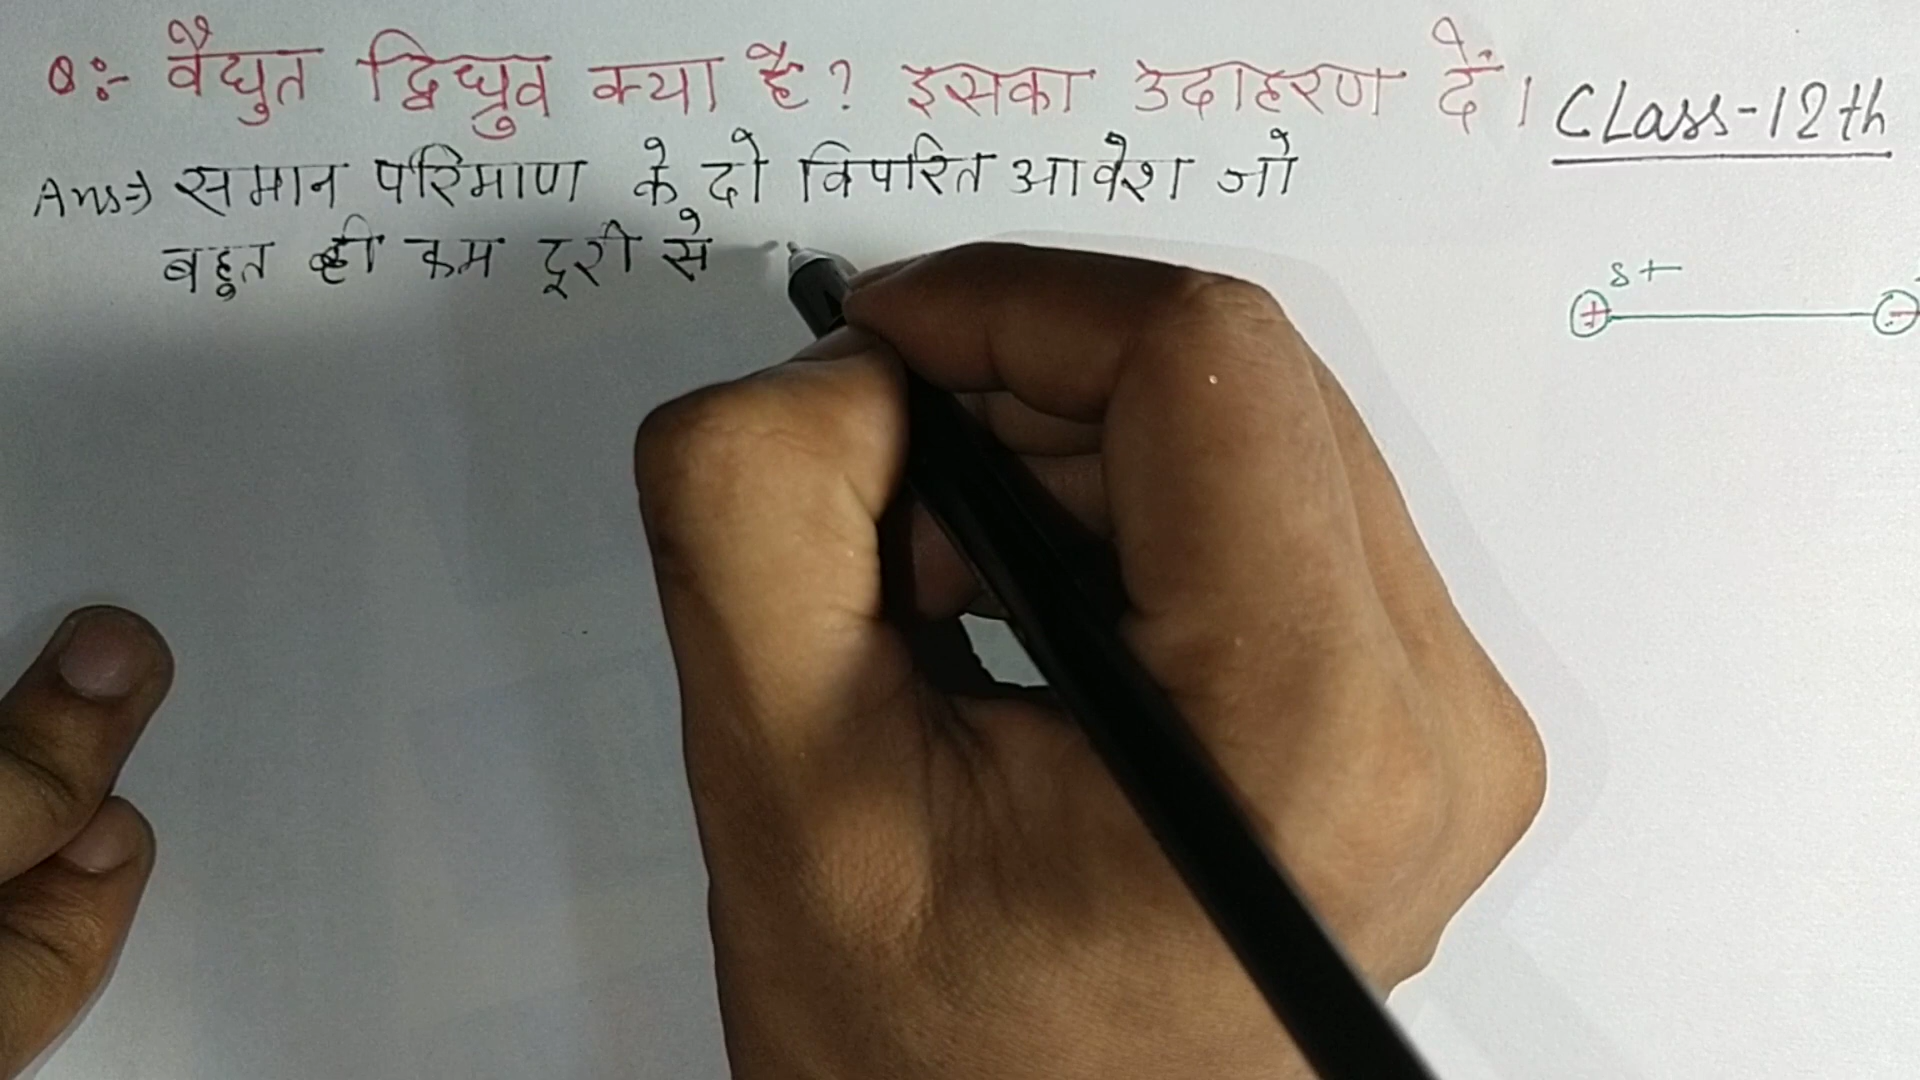 Q:- वैद्युत द्विध्रुव क्या है? इसका उदाहरण दें।
CLass-12th
Ans⇒ समान परिमाण के दो विपरित आवेश जो
बहुत ही कम दूरी से
δ+
+ -